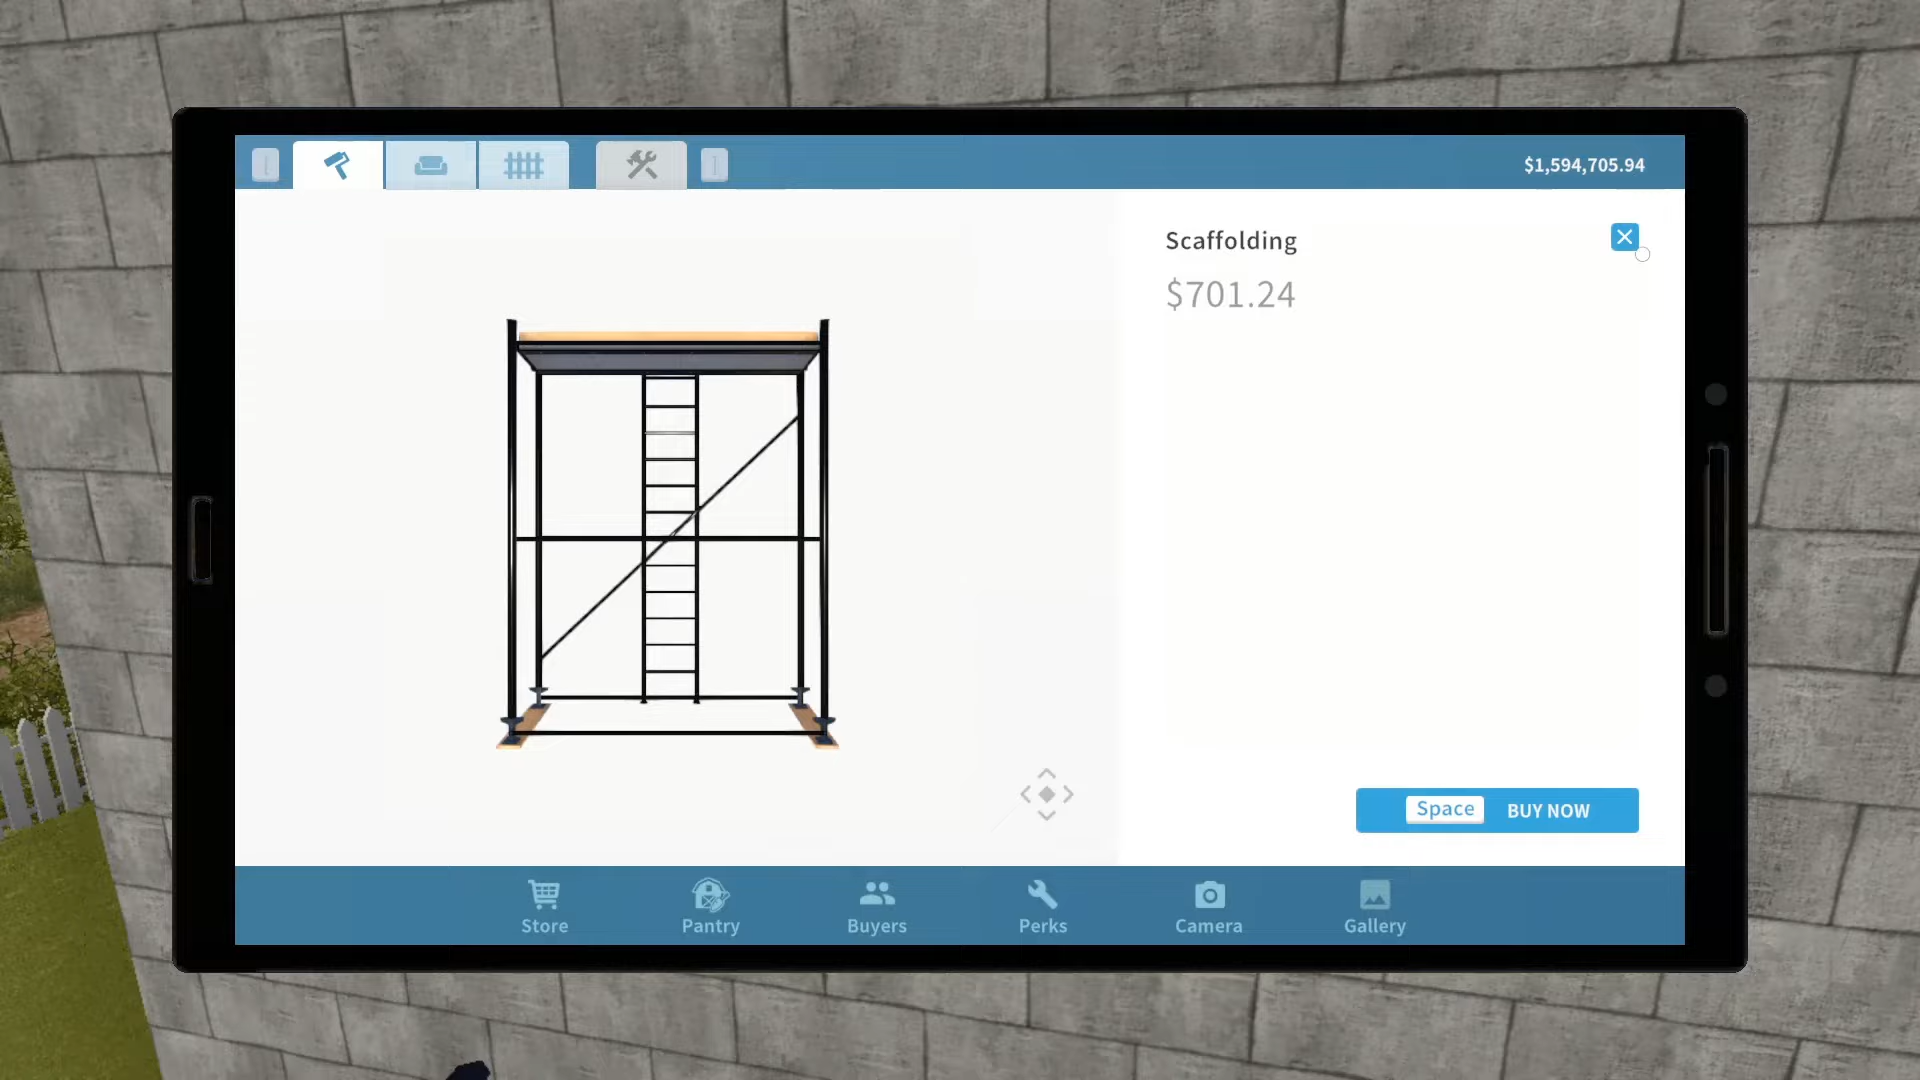 $1,594,705.94
Scaffolding
$701.24
Space BUY NOW
Store Pantry Buyers Perks Camera Gallery